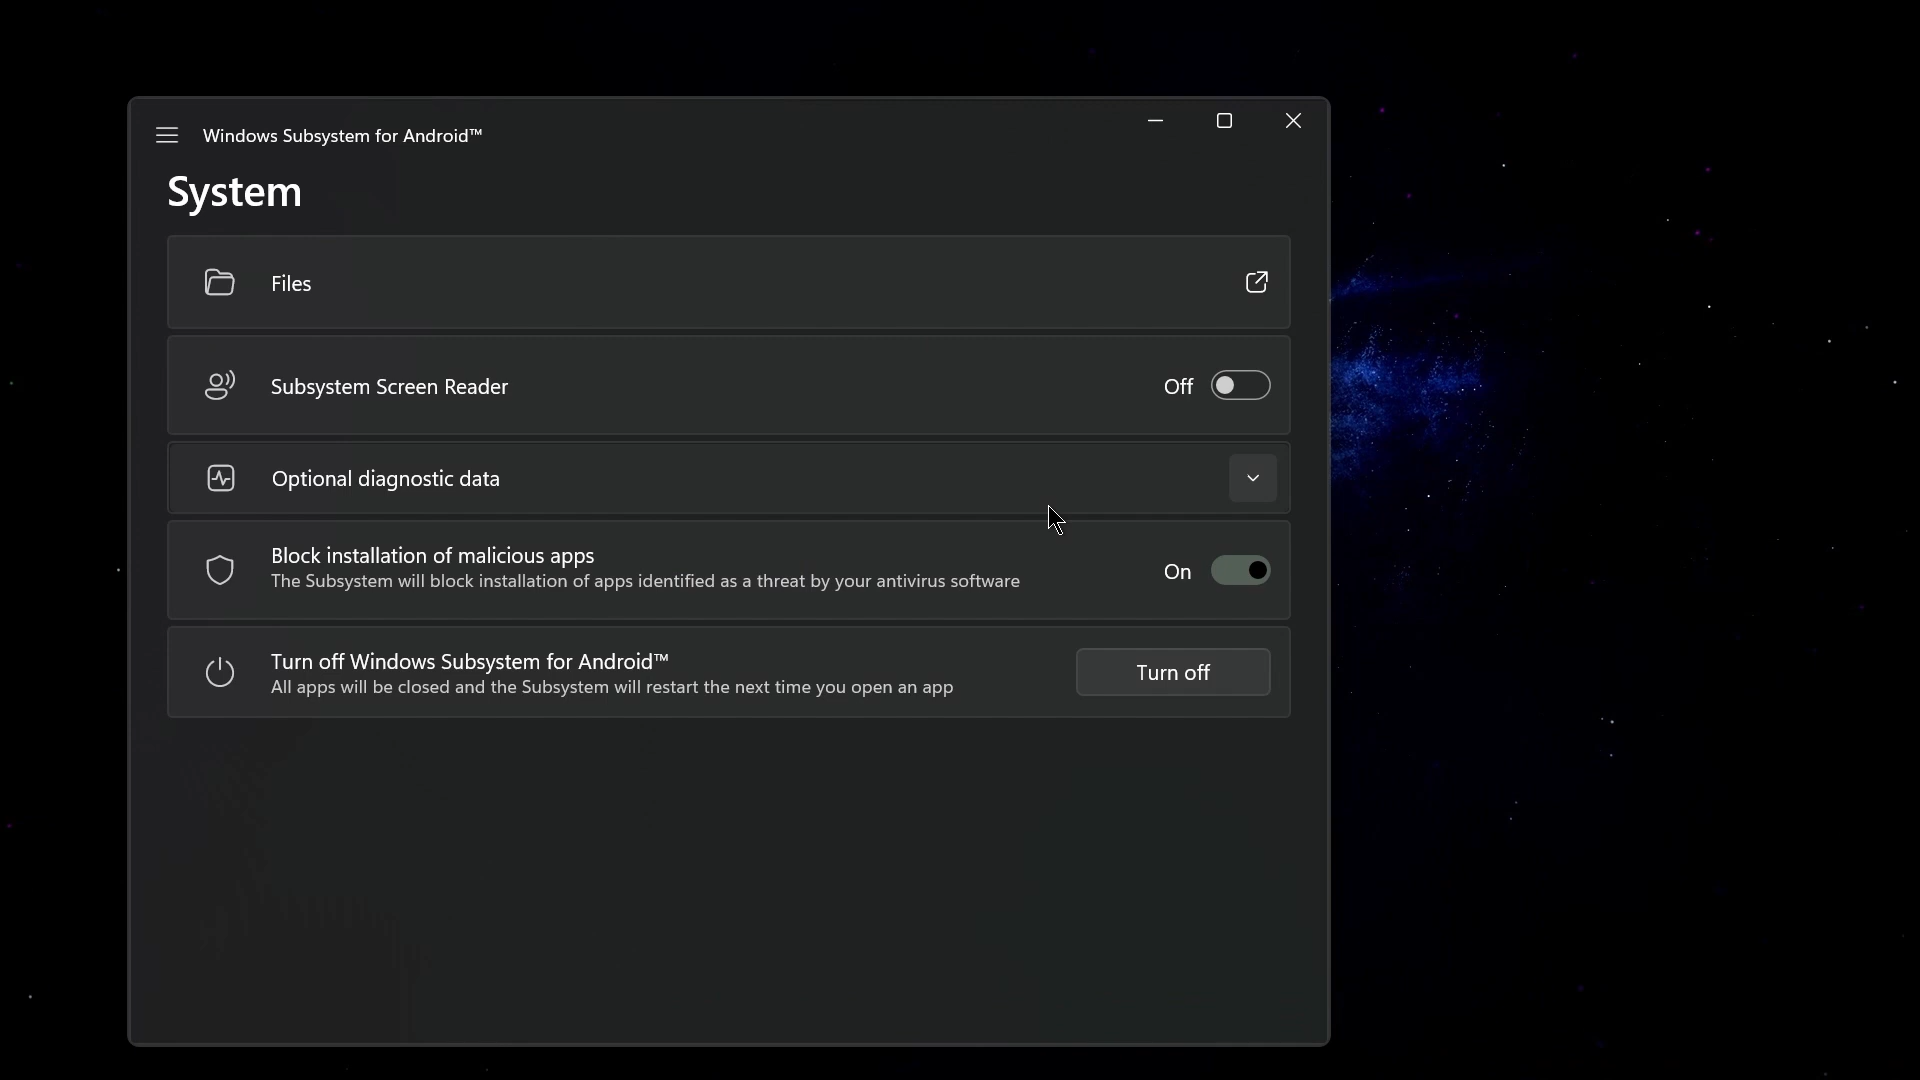 Windows Subsystem for Android™
System
Files
Subsystem Screen Reader
Off
Optional diagnostic data
Block installation of malicious apps
The Subsystem will block installation of apps identified as a threat by your antivirus software
On
Turn off Windows Subsystem for Android™
All apps will be closed and the Subsystem will restart the next time you open an app
Turn off